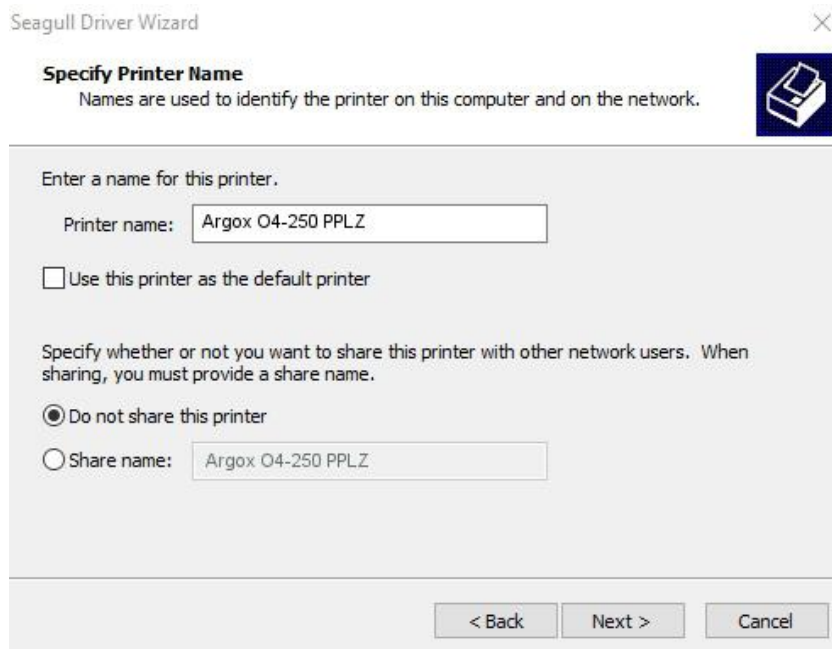 Seagull Driver Wizard
Specify Printer Name
Names are used to identify the printer on this computer and on the network.
Enter a name for this printer.
Printer name: Argox O4-250 PPLZ
Use this printer as the default printer
Specify whether or not you want to share this printer with other network users.  When
sharing, you must provide a share name.
Do not share this printer
Share name: Argox O4-250 PPLZ
< Back Next > Cancel